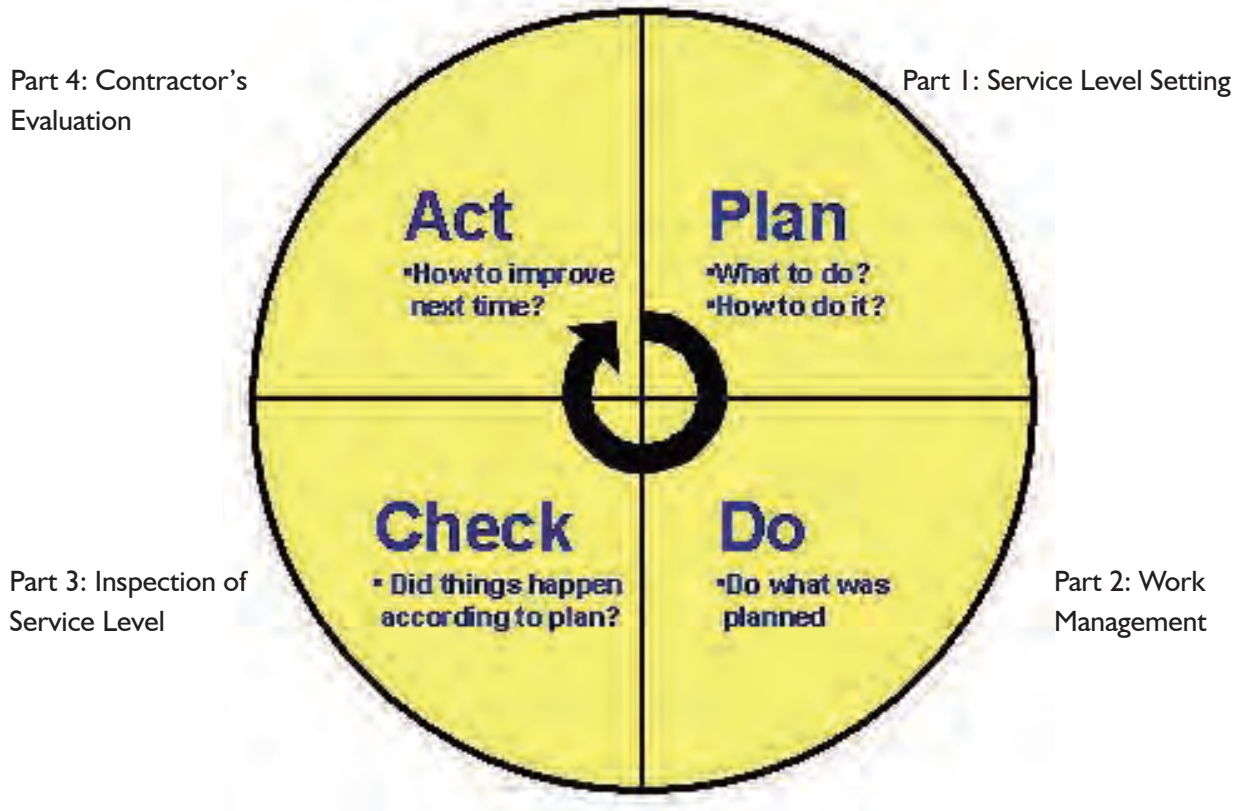 Part 4: Contractor's
Evaluation
Part 1: Service Level Setting
Act
▪How to improve
next time?
Plan
▪What to do?
▪How to do it?
Check
▪ Did things happen
according to plan?
Do
▪Do what was
planned
Part 3: Inspection of
Service Level
Part 2: Work
Management